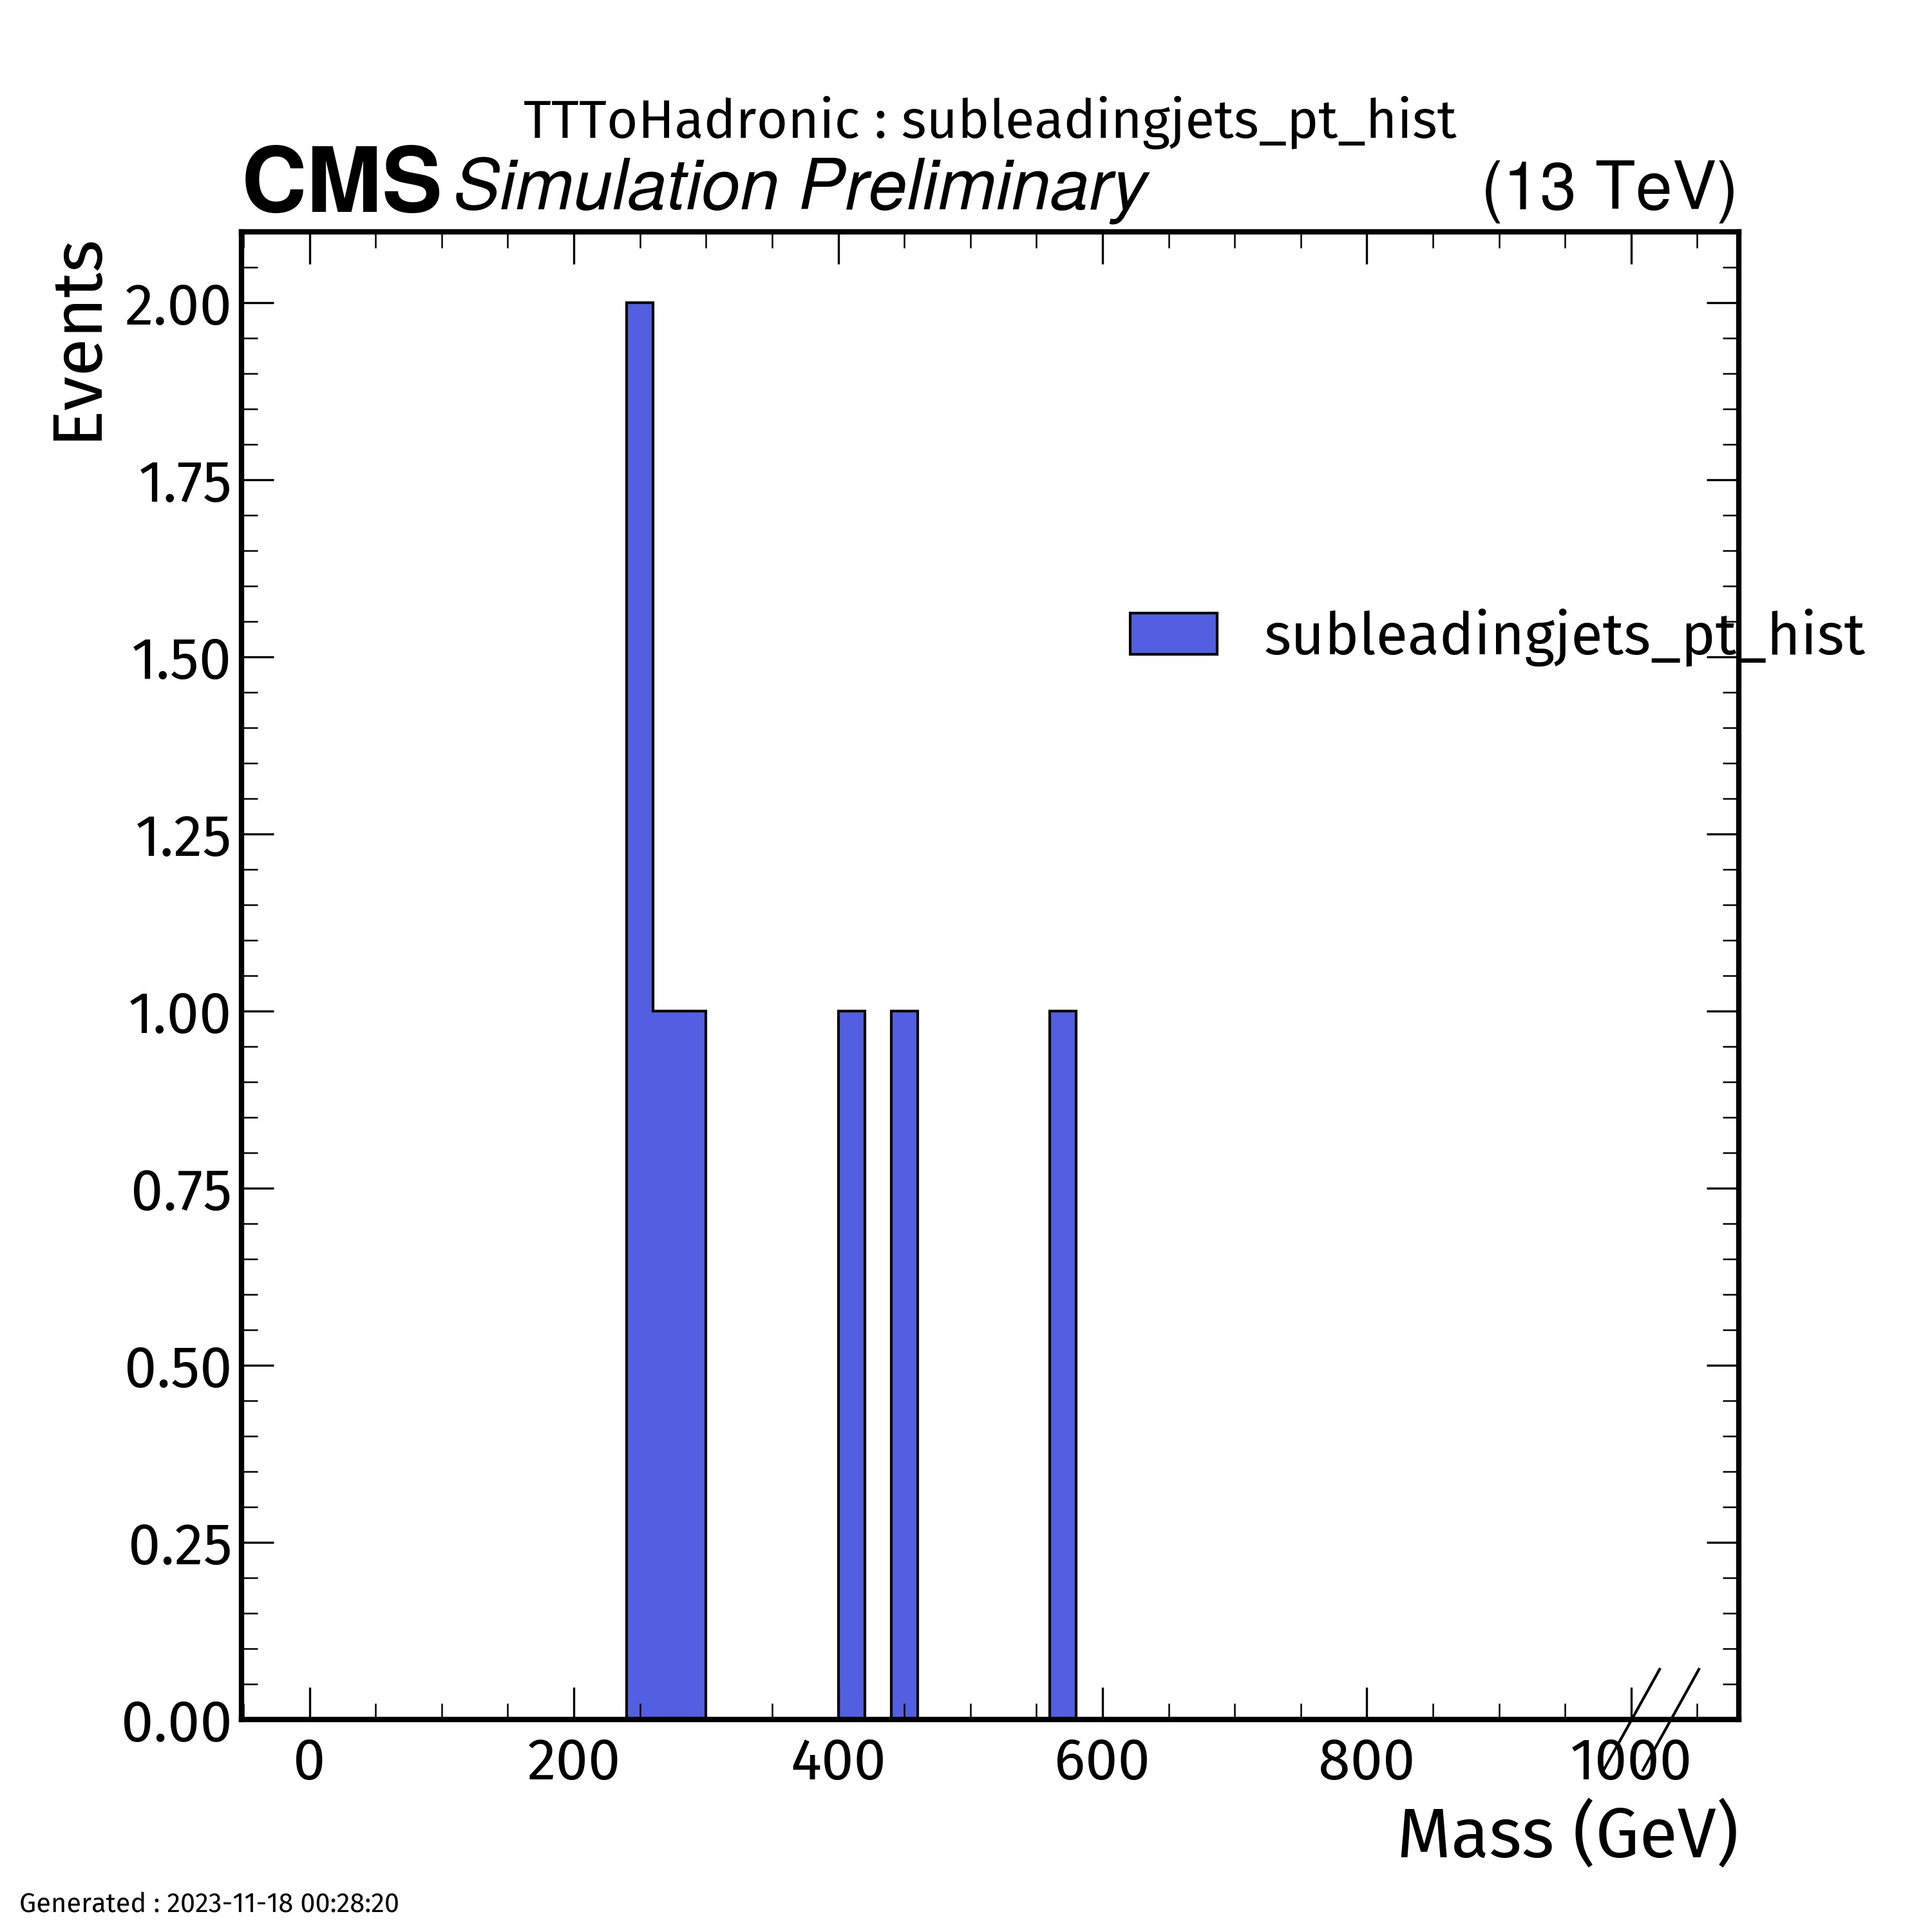 TTToHadronic : subleadingjets_pt_hist
CMS Simulation Preliminary (13 TeV)
Events
2.00
1.75
1.50
1.25
1.00
0.75
0.50
0.25
0.00
subleadingjets_pt_hist
0 200 400 600 800 1000
Mass (GeV)
Generated : 2023-11-18 00:28:20